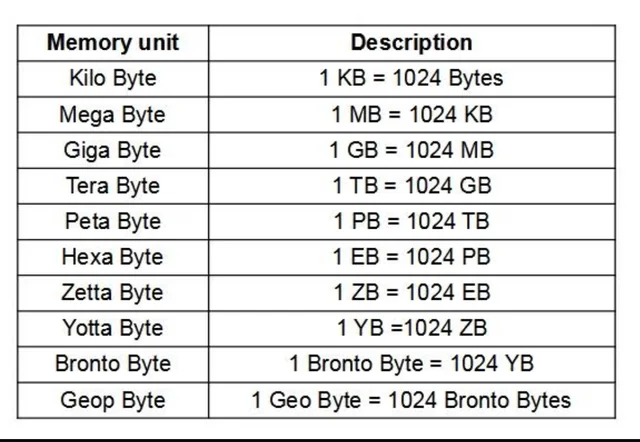 Memory unit Description
Kilo Byte 1 KB = 1024 Bytes
Mega Byte 1 MB = 1024 KB
Giga Byte 1 GB = 1024 MB
Tera Byte 1 TB = 1024 GB
Peta Byte 1 PB = 1024 TB
Hexa Byte 1 EB = 1024 PB
Zetta Byte 1 ZB = 1024 EB
Yotta Byte 1 YB =1024 ZB
Bronto Byte 1 Bronto Byte = 1024 YB
Geop Byte 1 Geo Byte = 1024 Bronto Bytes